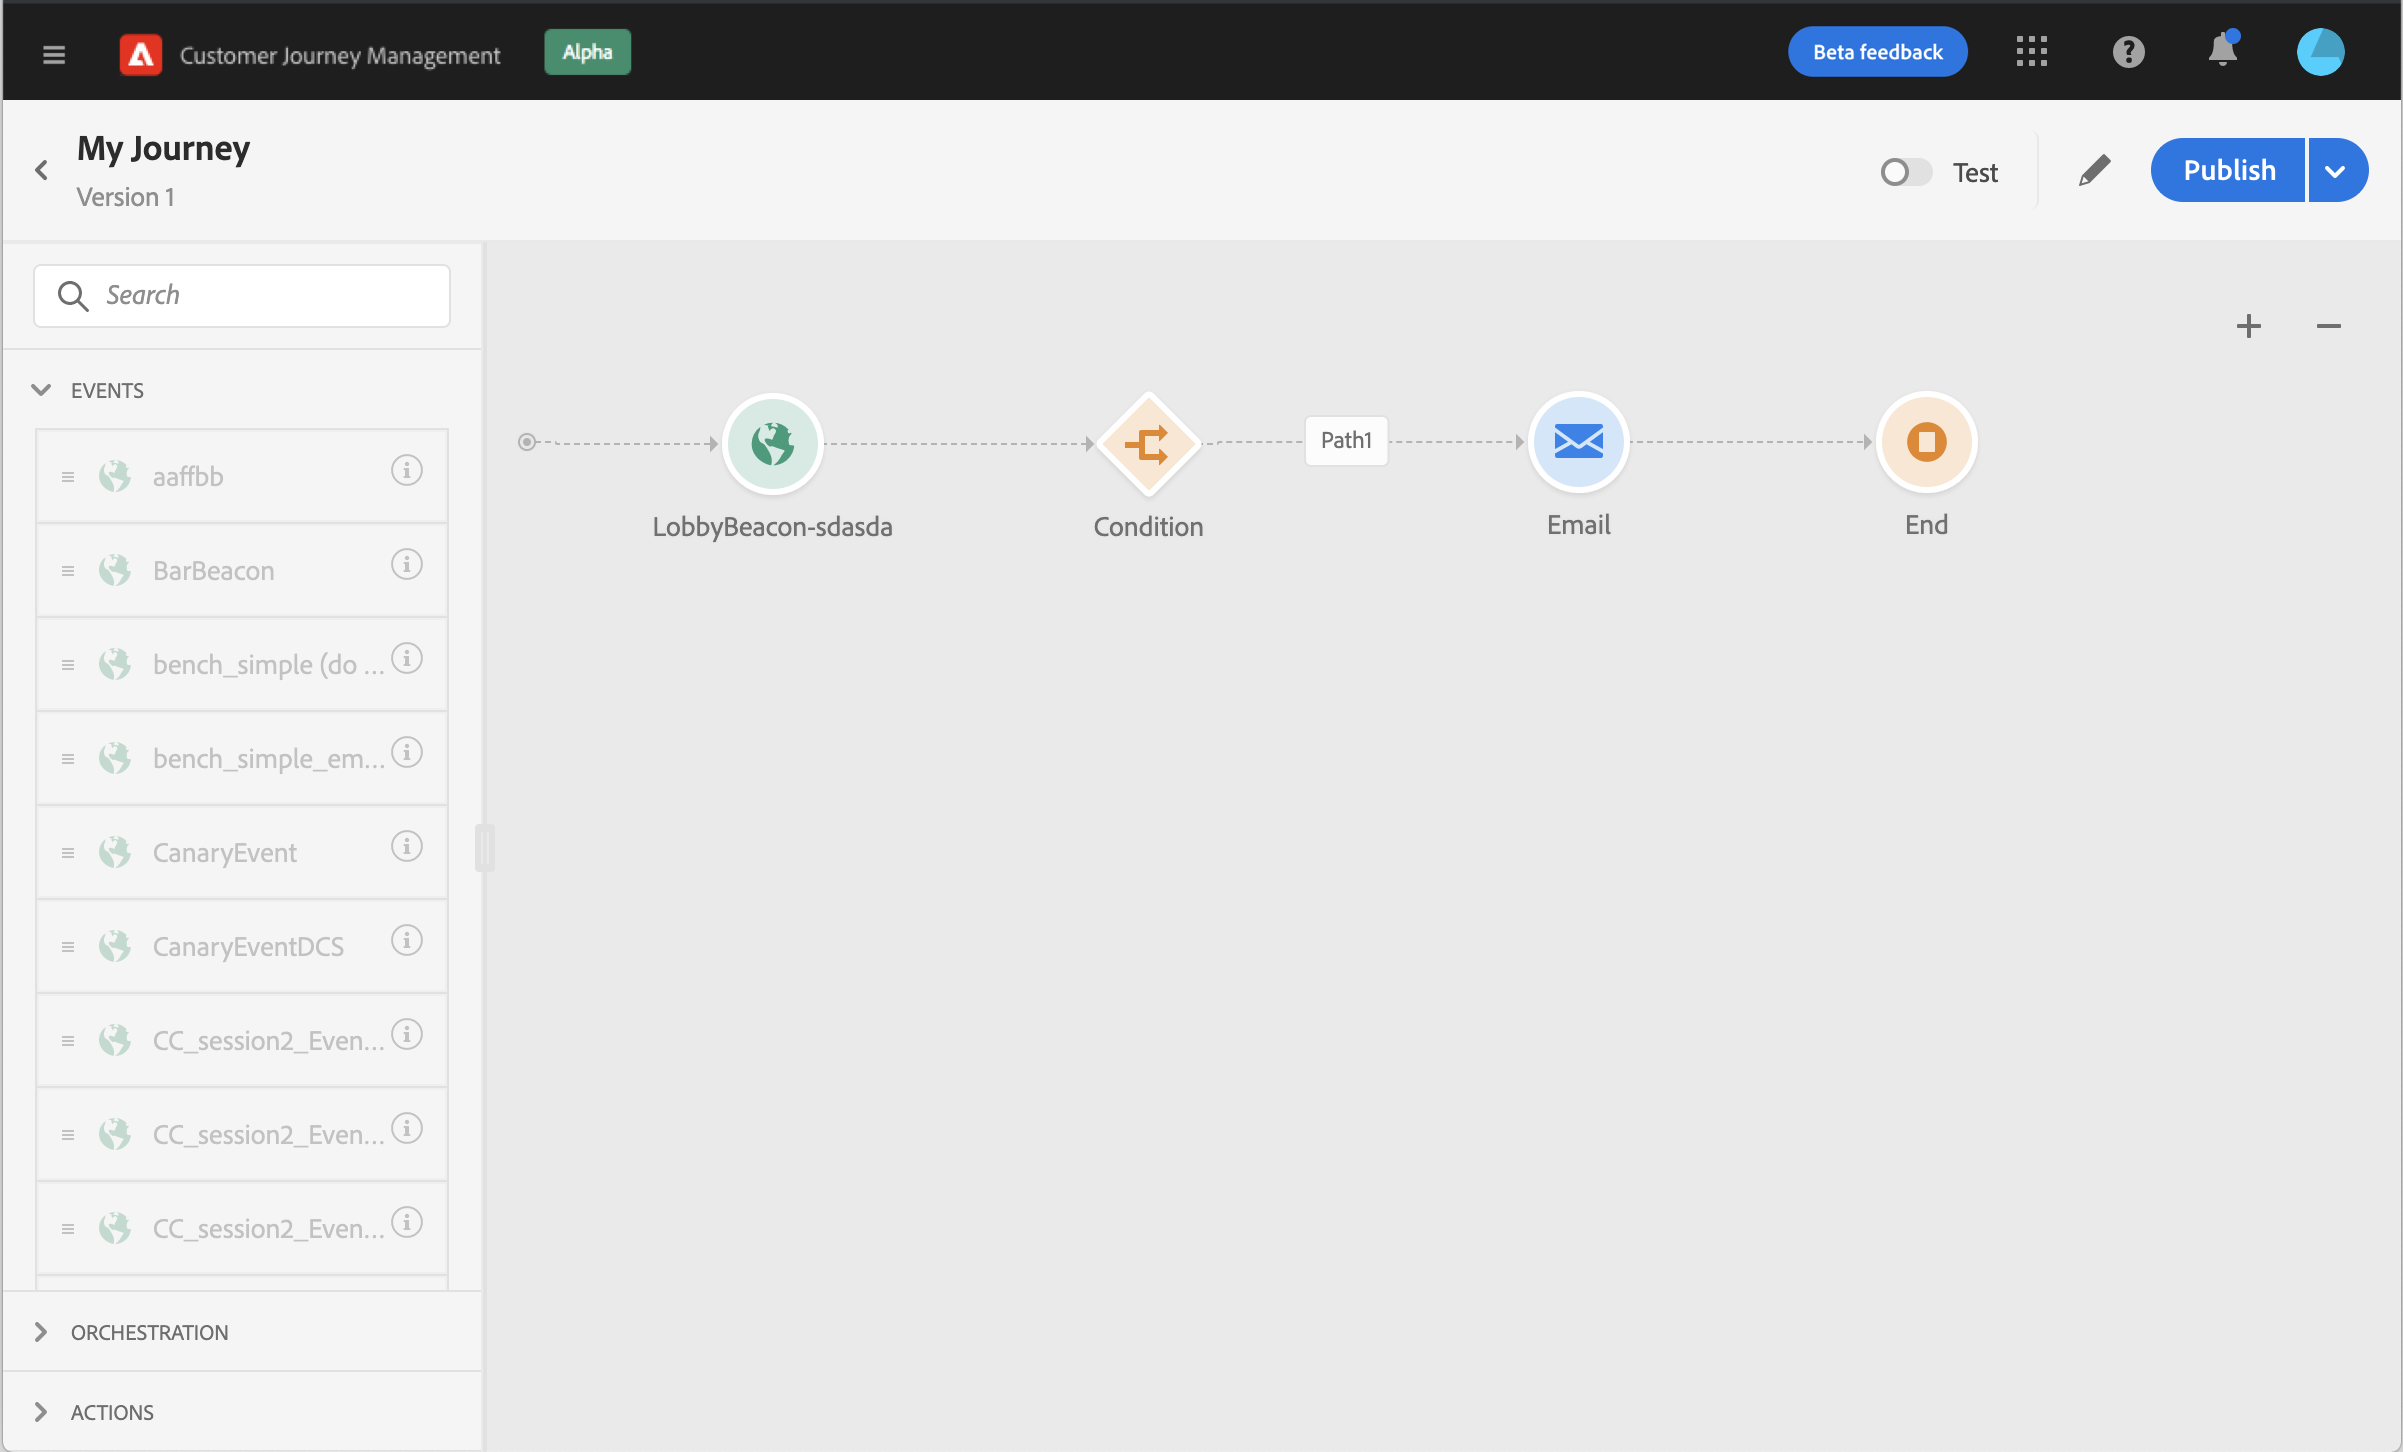 Customer Journey Management
Alpha
Beta feedback
My Journey
Version 1
Test
Publish
Search
EVENTS
aaffbb
BarBeacon
bench_simple (do ...
bench_simple_em...
CanaryEvent
CanaryEventDCS
CC_session2_Even...
CC_session2_Even...
CC_session2_Even...
ORCHESTRATION
ACTIONS
Path1
LobbyBeacon-sdasda
Condition
Email
End